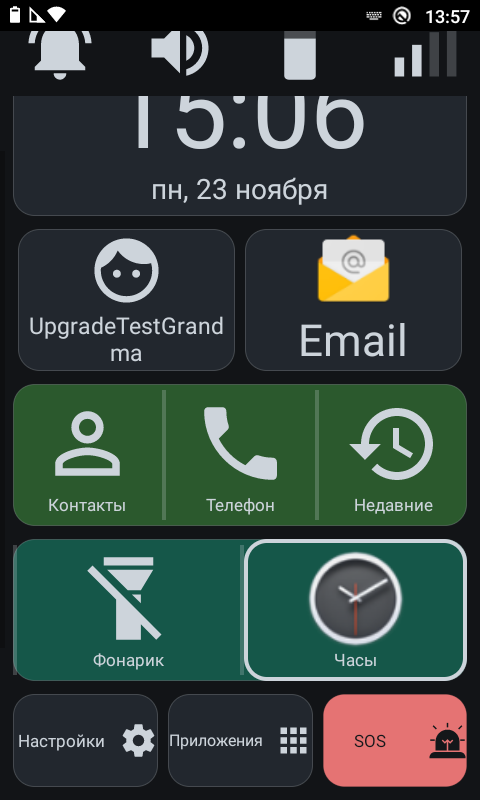 13:57
15:06
пн, 23 ноября
UpgradeTestGrand
ma
Email
Контакты
Телефон
Недавние
Фонарик
Часы
Настройки
Приложения
SOS